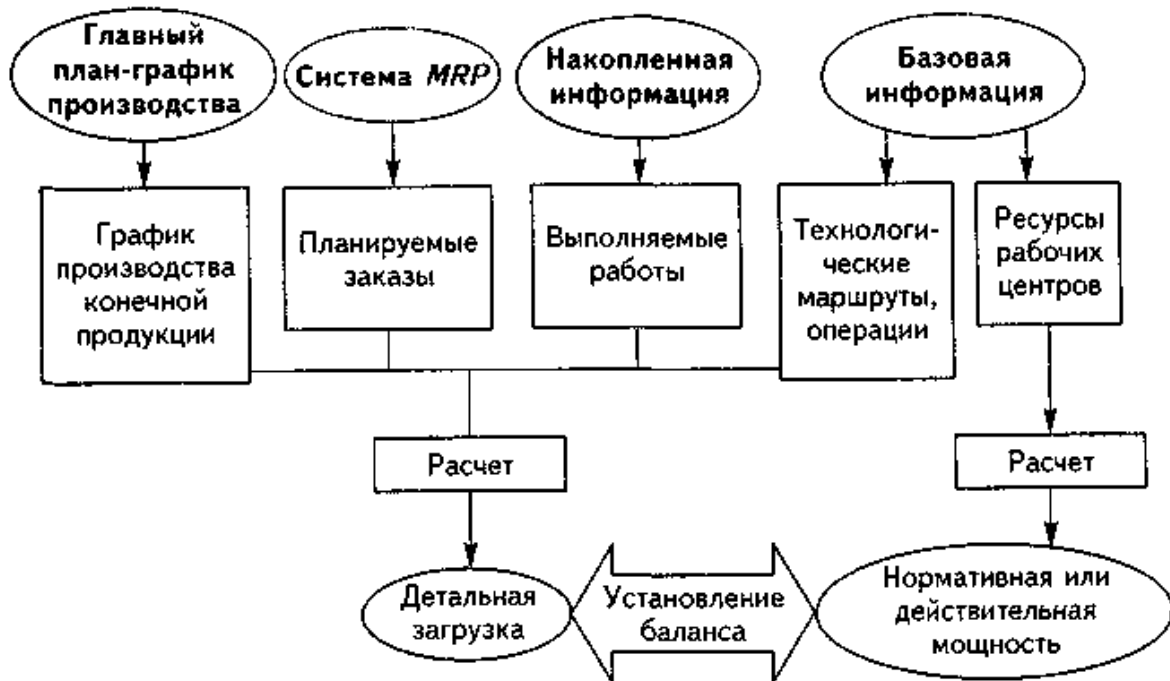 Главный
план-график
производства
Система MRP
Накопленная
информация
Базовая
информация
График
производства
конечной
продукции
Планируемые
заказы
Выполняемые
работы
Технологи-
ческие
маршруты,
операции
Ресурсы
рабочих
центров
Расчет
Расчет
Детальная
загрузка
Установление
баланса
Нормативная или
действительная
мощность